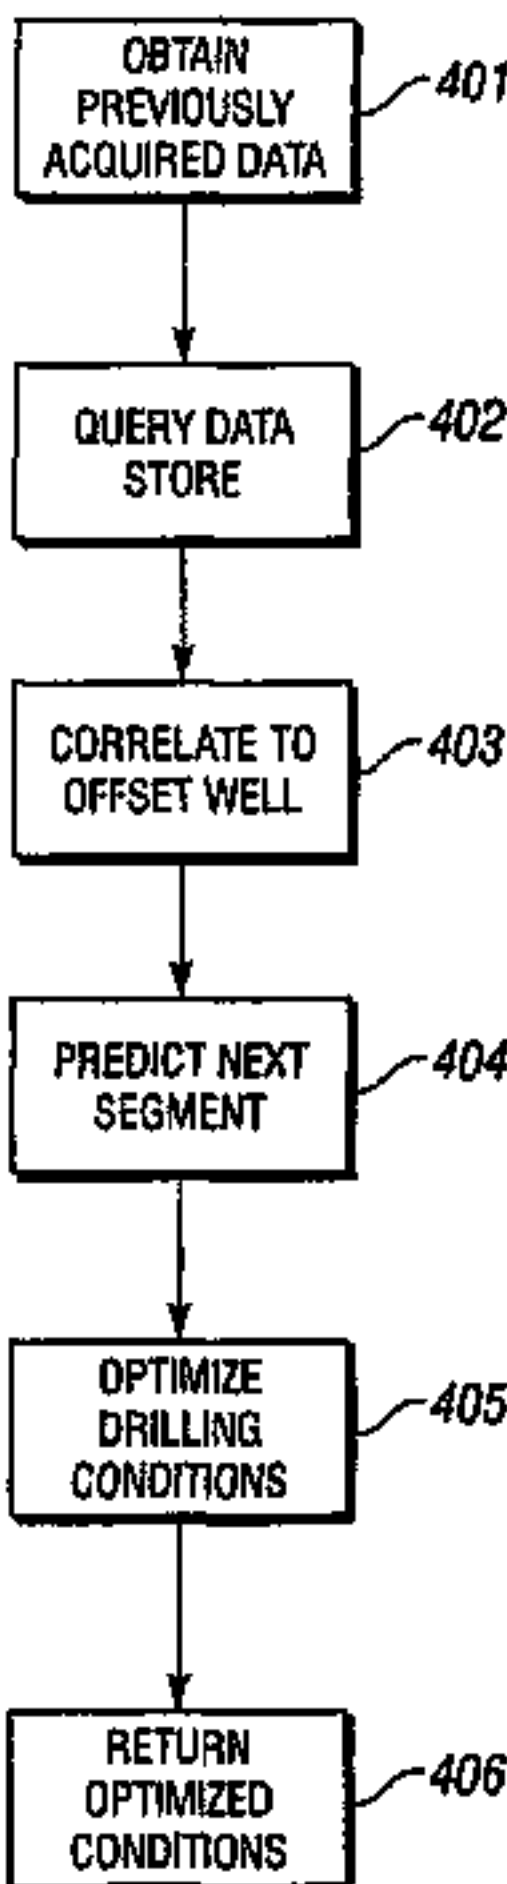 OBTAIN
PREVIOUSLY
ACQUIRED DATA
401
QUERY DATA
STORE
402
CORRELATE TO
OFFSET WELL
403
PREDICT NEXT
SEGMENT
404
OPTIMIZE
DRILLING
CONDITIONS
405
RETURN
OPTIMIZED
CONDITIONS
406